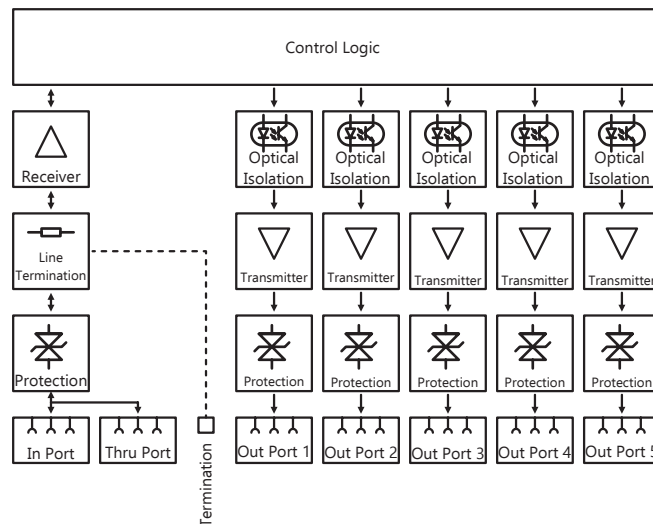 Control Logic
Receiver
Optical
Isolation
Optical
Isolation
Optical
Isolation
Optical
Isolation
Optical
Isolation
Line
Termination
Transmitter
Transmitter
Transmitter
Transmitter
Transmitter
Protection
Protection
Protection
Protection
Protection
Protection
In Port
Thru Port
Termination
Out Port 1
Out Port 2
Out Port 3
Out Port 4
Out Port 5